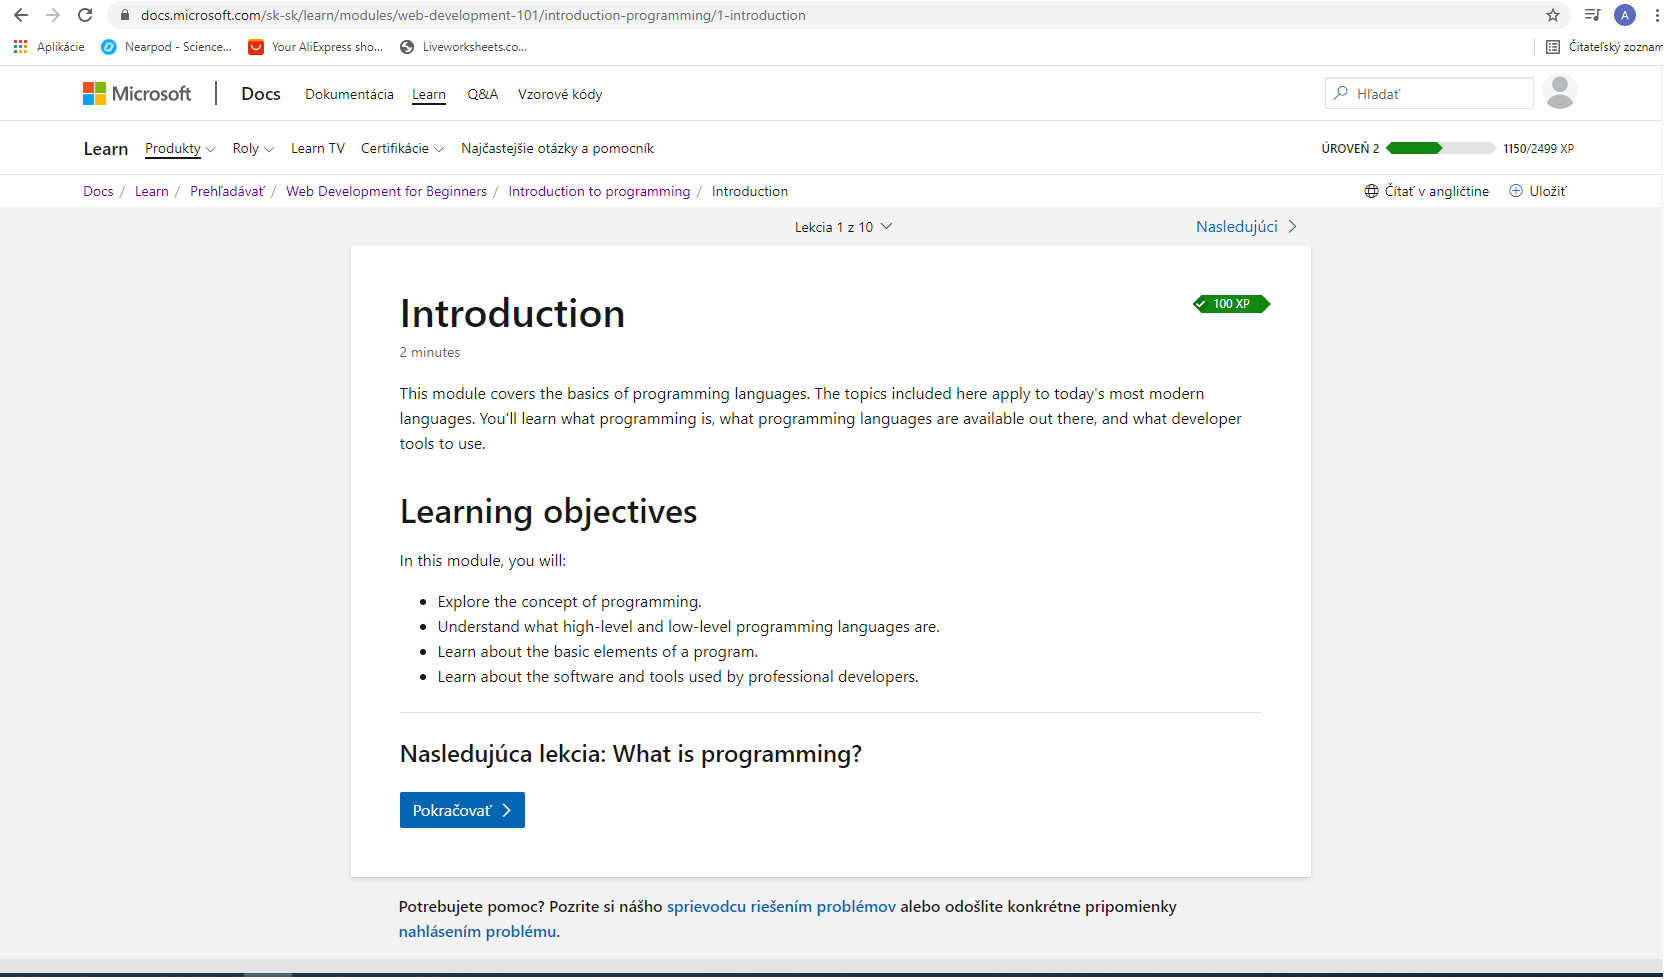 docs.microsoft.com/sk-sk/learn/modules/web-development-101/introduction-programming/1-introduction
A
Aplikácie Nearpod - Science... Your AliExpress sho... Liveworksheets.co... Čitateľský zoznam
Microsoft Docs Dokumentácia Learn Q&A Vzorové kódy Hľadať
Learn Produkty Roly Learn TV Certifikácie Najčastejšie otázky a pomocník ÚROVEŇ 2 1150/2499 XP
Docs / Learn / Prehľadávať / Web Development for Beginners / Introduction to programming / Introduction Čítať v angličtine Uložiť
Lekcia 1 z 10 Nasledujúci
Introduction
100 XP
2 minutes
This module covers the basics of programming languages. The topics included here apply to today's most modern
languages. You'll learn what programming is, what programming languages are available out there, and what developer
tools to use.
Learning objectives
In this module, you will:
• Explore the concept of programming.
• Understand what high-level and low-level programming languages are.
• Learn about the basic elements of a program.
• Learn about the software and tools used by professional developers.
Nasledujúca lekcia: What is programming?
Pokračovať
Potrebujete pomoc? Pozrite si nášho sprievodcu riešením problémov alebo odošlite konkrétne pripomienky
nahlásením problému.